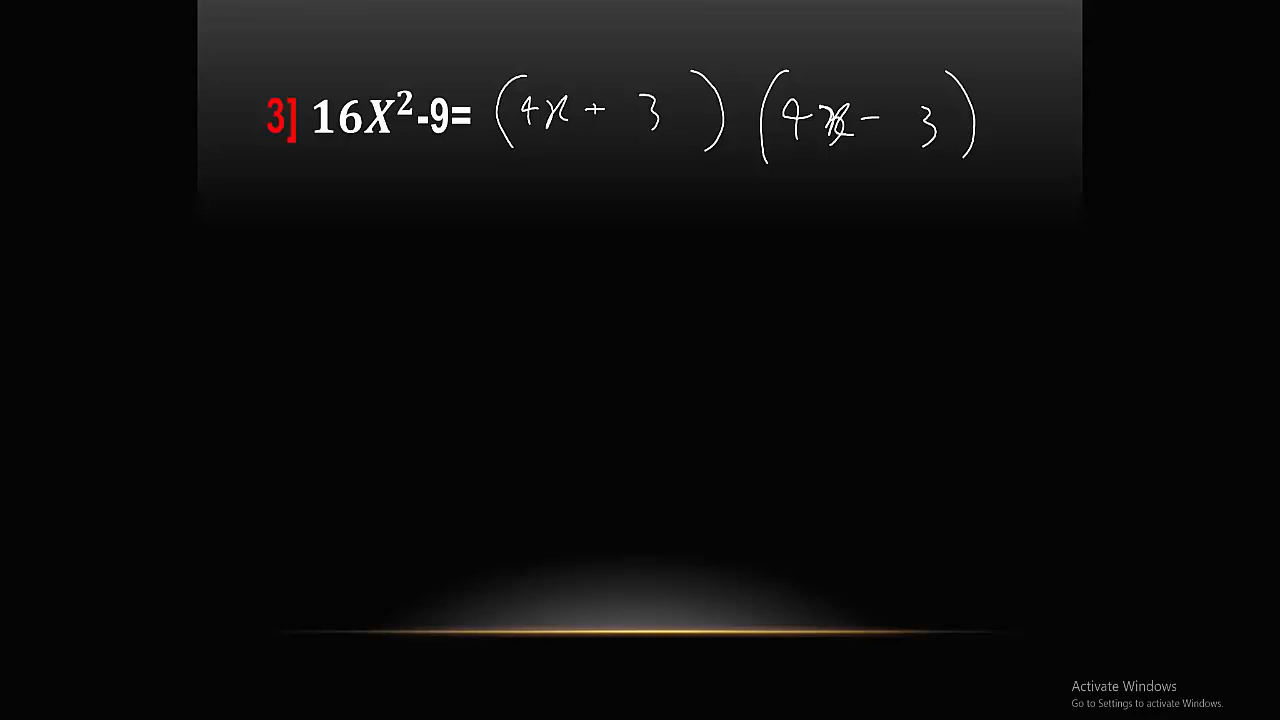 3] 16X²-9= (4x + 3) (4x - 3)
Activate Windows
Go to Settings to activate Windows.